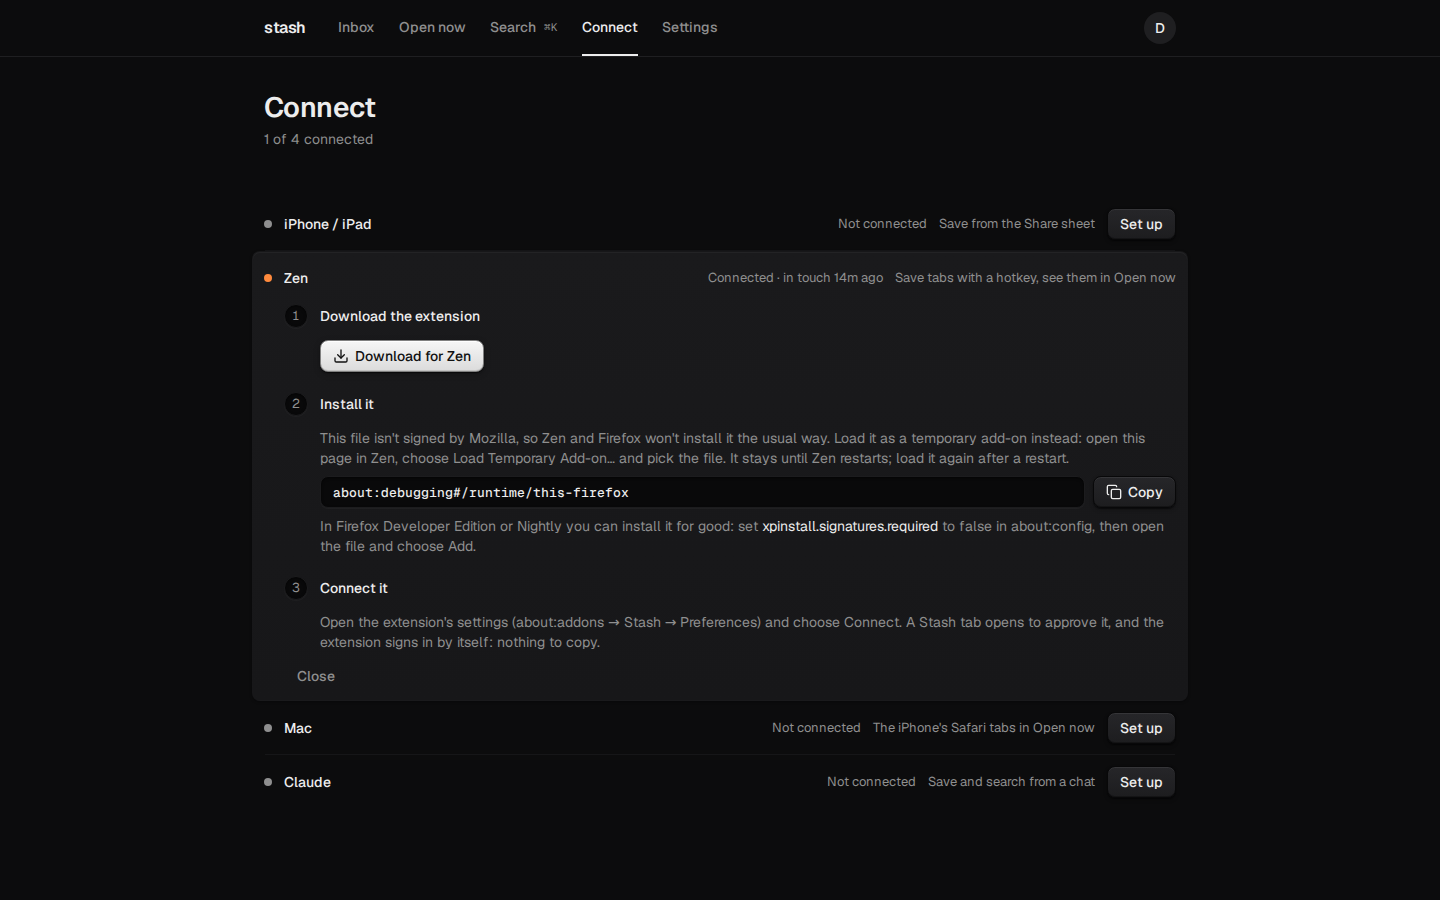 stash Inbox Open now Search ⌘K Connect Settings D
Connect
1 of 4 connected
iPhone / iPad Not connected Save from the Share sheet Set up
Zen Connected · in touch 14m ago Save tabs with a hotkey, see them in Open now
1 Download the extension
Download for Zen
2 Install it
This file isn't signed by Mozilla, so Zen and Firefox won't install it the usual way. Load it as a temporary add-on instead: open this
page in Zen, choose Load Temporary Add-on… and pick the file. It stays until Zen restarts; load it again after a restart.
about:debugging#/runtime/this-firefox Copy
In Firefox Developer Edition or Nightly you can install it for good: set xpinstall.signatures.required to false in about:config, then open
the file and choose Add.
3 Connect it
Open the extension's settings (about:addons → Stash → Preferences) and choose Connect. A Stash tab opens to approve it, and the
extension signs in by itself: nothing to copy.
Close
Mac Not connected The iPhone's Safari tabs in Open now Set up
Claude Not connected Save and search from a chat Set up